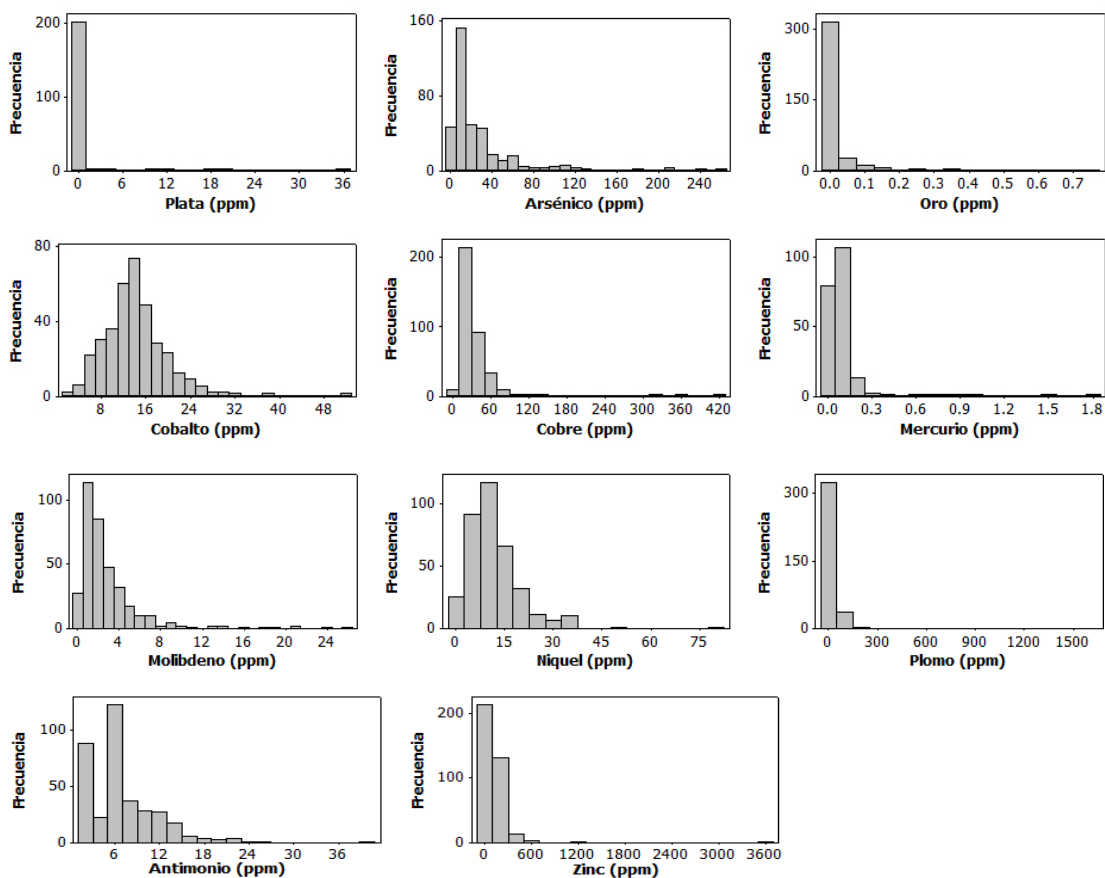 Frecuencia
200
100
0
0 6 12 18 24 30 36
Plata (ppm)
Frecuencia
160
80
0
0 40 80 120 160 200 240
Arsénico (ppm)
Frecuencia
300
150
0
0.0 0.1 0.2 0.3 0.4 0.5 0.6 0.7
Oro (ppm)
Frecuencia
80
40
0
8 16 24 32 40 48
Cobalto (ppm)
Frecuencia
200
100
0
0 60 120 180 240 300 360 420
Cobre (ppm)
Frecuencia
100
50
0
0.0 0.3 0.6 0.9 1.2 1.5 1.8
Mercurio (ppm)
Frecuencia
100
50
0
0 4 8 12 16 20 24
Molibdeno (ppm)
Frecuencia
100
50
0
0 15 30 45 60 75
Niquel (ppm)
Frecuencia
300
150
0
0 300 600 900 1200 1500
Plomo (ppm)
Frecuencia
100
50
0
6 12 18 24 30 36
Antimonio (ppm)
Frecuencia
200
100
0
0 600 1200 1800 2400 3000 3600
Zinc (ppm)